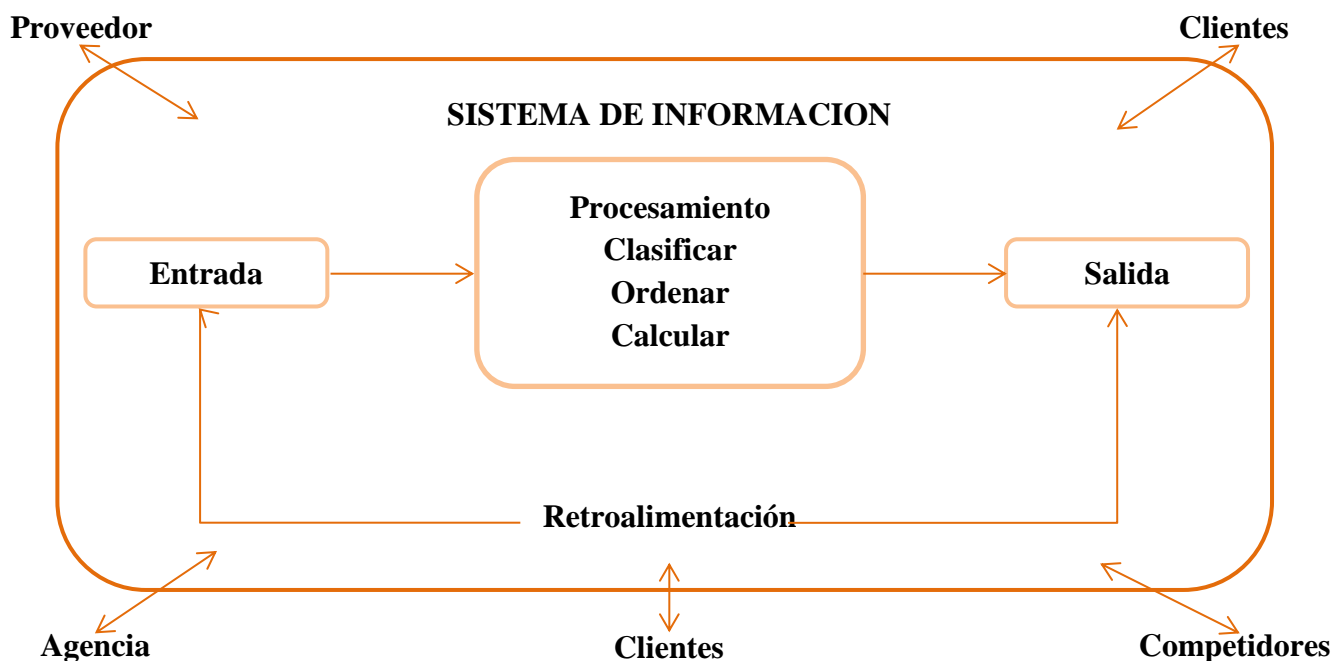 Proveedor
Clientes
SISTEMA DE INFORMACION
Procesamiento
Clasificar
Ordenar
Calcular
Entrada
Salida
Retroalimentación
Agencia
Clientes
Competidores